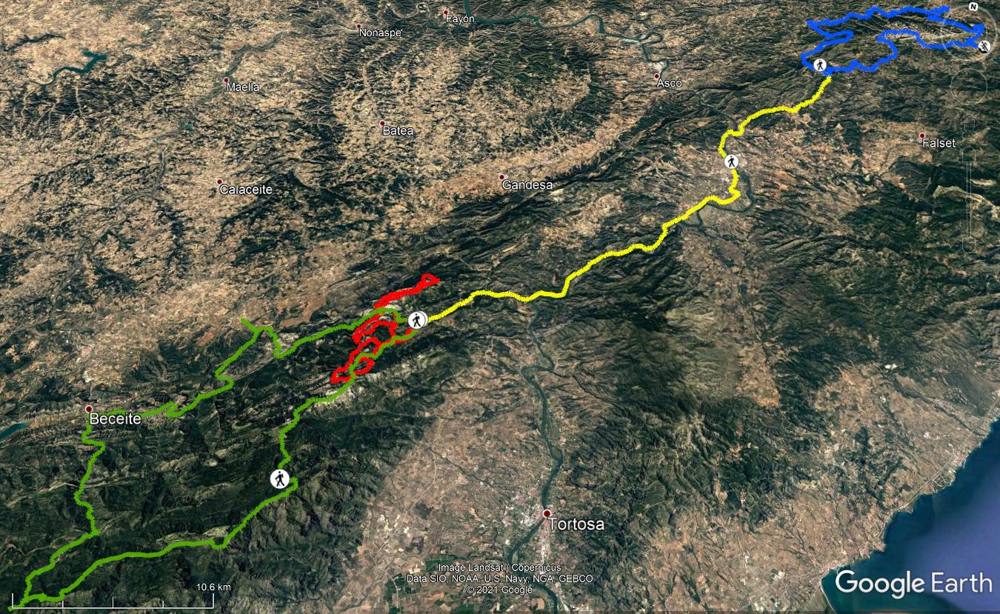 N
Fayón
Nonaspe
Maella
Ascó
Batea
Falset
Calaceite
Gandesa
Beceite
Tortosa
Image Landsat / Copernicus
Data SIO, NOAA, U.S. Navy, NGA, GEBCO
© 2021 Google
10.6 km
Google Earth